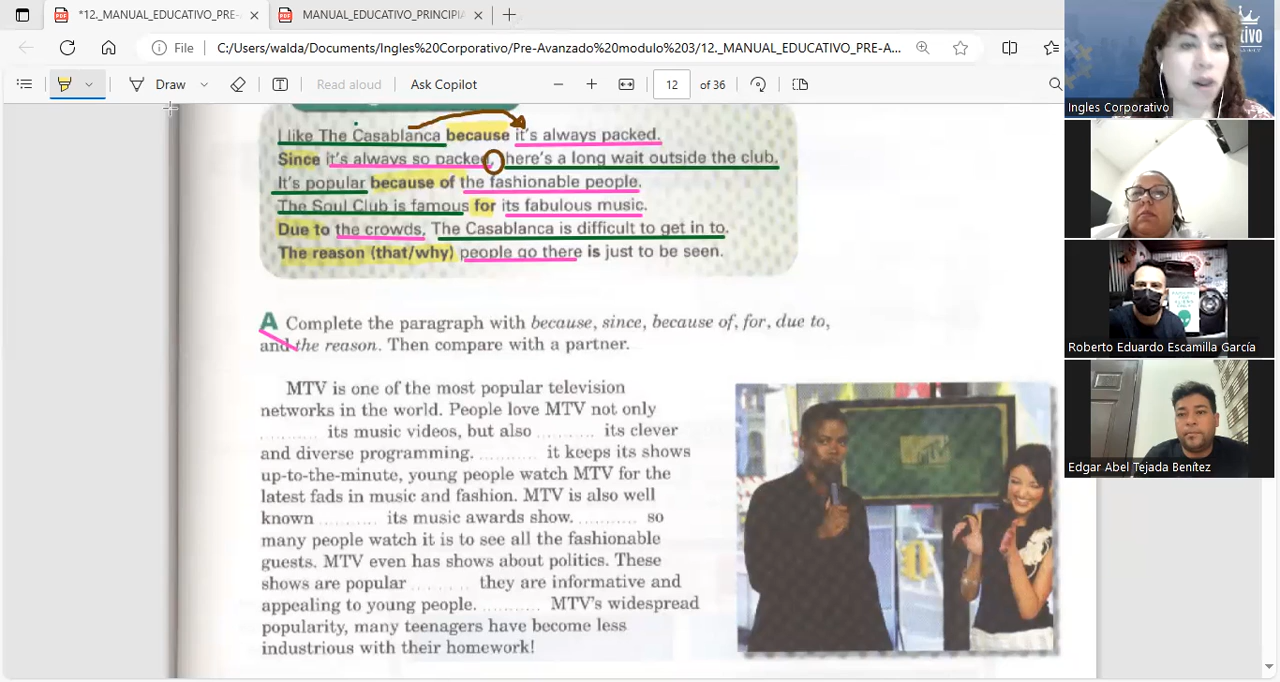 *12._MANUAL_EDUCATIVO_PRE-
MANUAL_EDUCATIVO_PRINCIPIA
File
C:/Users/walda/Documents/Ingles%20Corporativo/Pre-Avanzado%20modulo%203/12._MANUAL_EDUCATIVO_PRE-A...
Draw
Read aloud
Ask Copilot
12
of 36
I like The Casablanca because it's always packed.
Since it's always so packed, there's a long wait outside the club.
It's popular because of the fashionable people.
The Soul Club is famous for its fabulous music.
Due to the crowds, The Casablanca is difficult to get in to.
The reason (that/why) people go there is just to be seen.
A Complete the paragraph with because, since, because of, for, due to,
and the reason. Then compare with a partner.
MTV is one of the most popular television
networks in the world. People love MTV not only
.......... its music videos, but also .......... its clever
and diverse programming. .......... it keeps its shows
up-to-the-minute, young people watch MTV for the
latest fads in music and fashion. MTV is also well
known .......... its music awards show. .......... so
many people watch it is to see all the fashionable
guests. MTV even has shows about politics. These
shows are popular .......... they are informative and
appealing to young people. .......... MTV's widespread
popularity, many teenagers have become less
industrious with their homework!
Ingles Corporativo
Roberto Eduardo Escamilla García
Edgar Abel Tejada Benítez